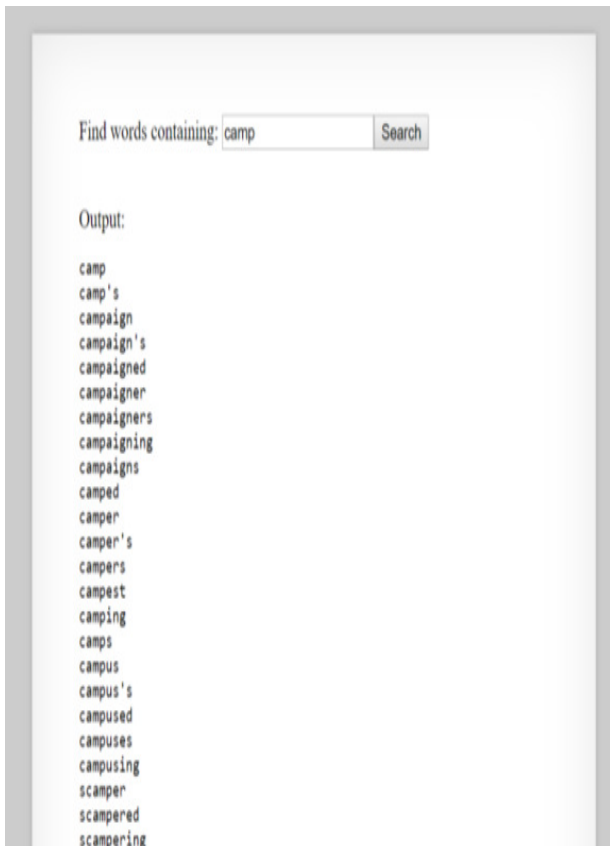 Find words containing: camp Search
Output:
camp
camp's
campaign
campaign's
campaigned
campaigner
campaigners
campaigning
campaigns
camped
camper
camper's
campers
campest
camping
camps
campus
campus's
campused
campuses
campusing
scamper
scampered
scampering